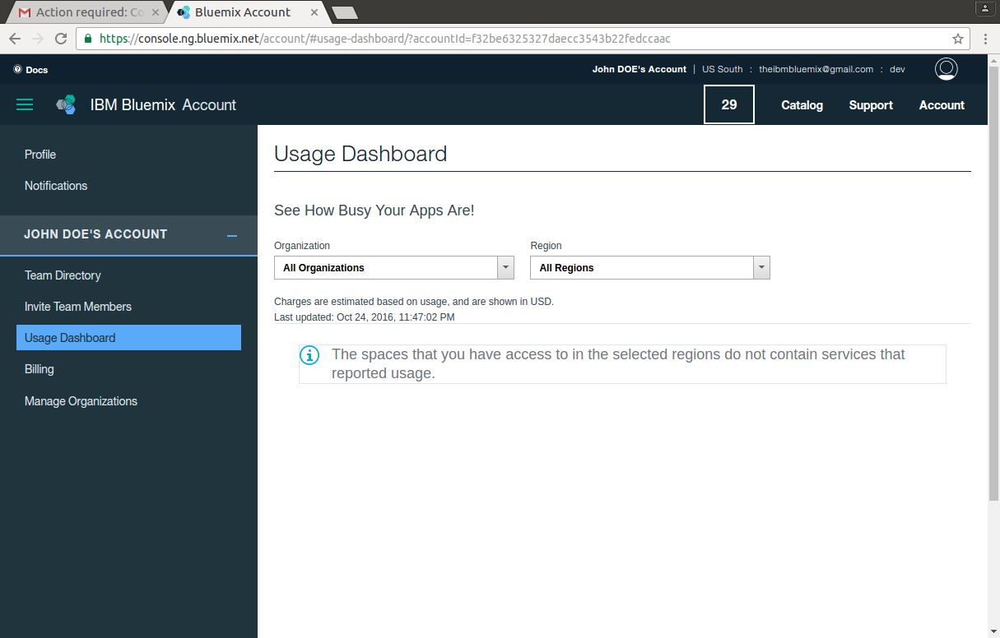 Action required: Co
Bluemix Account
https://console.ng.bluemix.net/account/#usage-dashboard/?accountId=f32be6325327daecc3543b22fedccaac
Docs
John DOE's Account | US South : theibmbluemix@gmail.com : dev
IBM Bluemix Account
29
Catalog
Support
Account
Profile
Notifications
JOHN DOE'S ACCOUNT
Team Directory
Invite Team Members
Usage Dashboard
Billing
Manage Organizations
Usage Dashboard
See How Busy Your Apps Are!
Organization
All Organizations
Region
All Regions
Charges are estimated based on usage, and are shown in USD.
Last updated: Oct 24, 2016, 11:47:02 PM
The spaces that you have access to in the selected regions do not contain services that
reported usage.